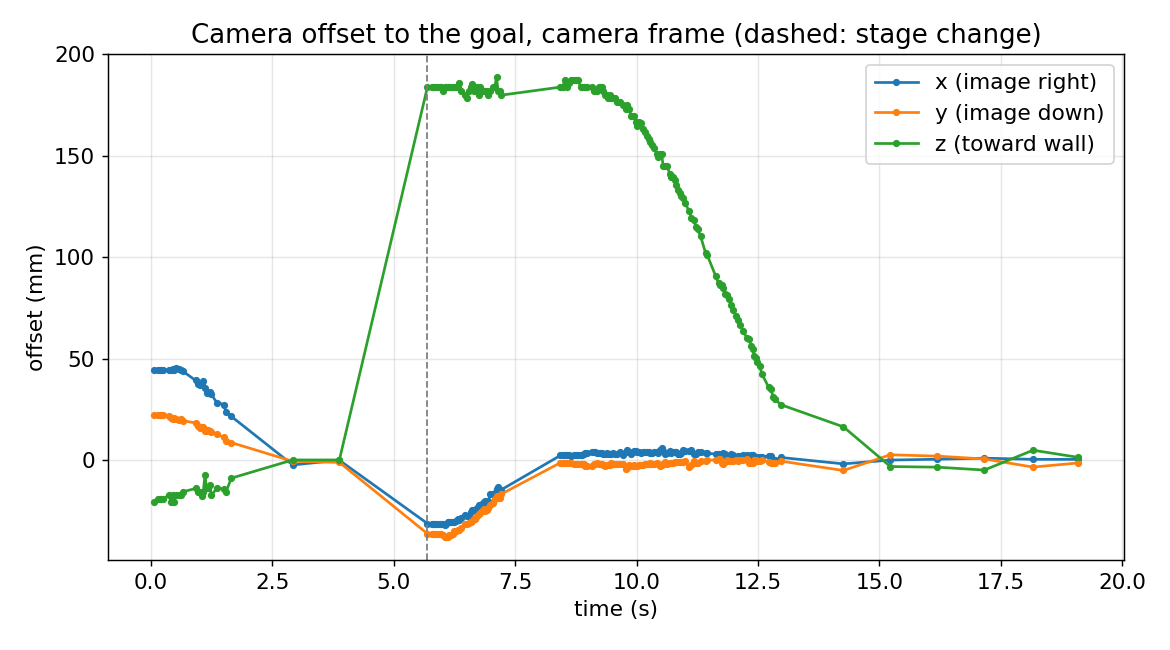 Camera offset to the goal, camera frame (dashed: stage change)
200
150
100
50
0
offset (mm)
x (image right)
y (image down)
z (toward wall)
0.0 2.5 5.0 7.5 10.0 12.5 15.0 17.5 20.0
time (s)